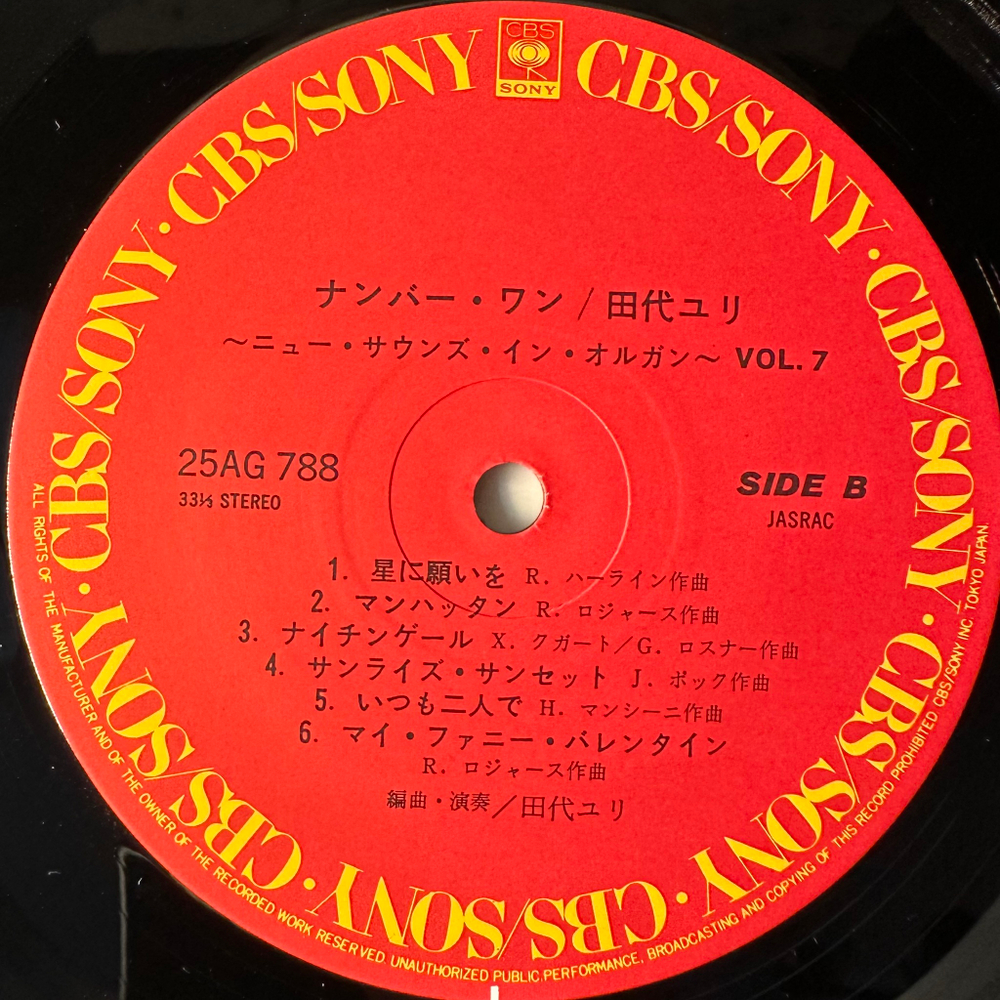 CBS
SONY
CBS/SONY · CBS/SONY · CBS/SONY · CBS/SONY · CBS/SONY · CBS/SONY · CBS/SONY · CBS/SONY · CBS/SONY
ナンバー・ワン/田代ユリ
〜ニュー・サウンズ・イン・オルガン〜 VOL.7
25AG 788
33⅓ STEREO
SIDE B
JASRAC
1. 星に願いを R. ハーライン作曲
2. マンハッタン R. ロジャース作曲
3. ナイチンゲール X. クガート/G. ロスナー作曲
4. サンライズ・サンセット J. ボック作曲
5. いつも二人で H. マンシーニ作曲
6. マイ・ファニー・バレンタイン
R. ロジャース作曲
編曲・演奏/田代ユリ
ALL RIGHTS OF THE MANUFACTURER AND OF THE OWNER OF THE RECORDED WORK RESERVED. UNAUTHORIZED PUBLIC PERFORMANCE, BROADCASTING AND COPYING OF THIS RECORD PROHIBITED CBS/SONY INC. TOKYO JAPAN.